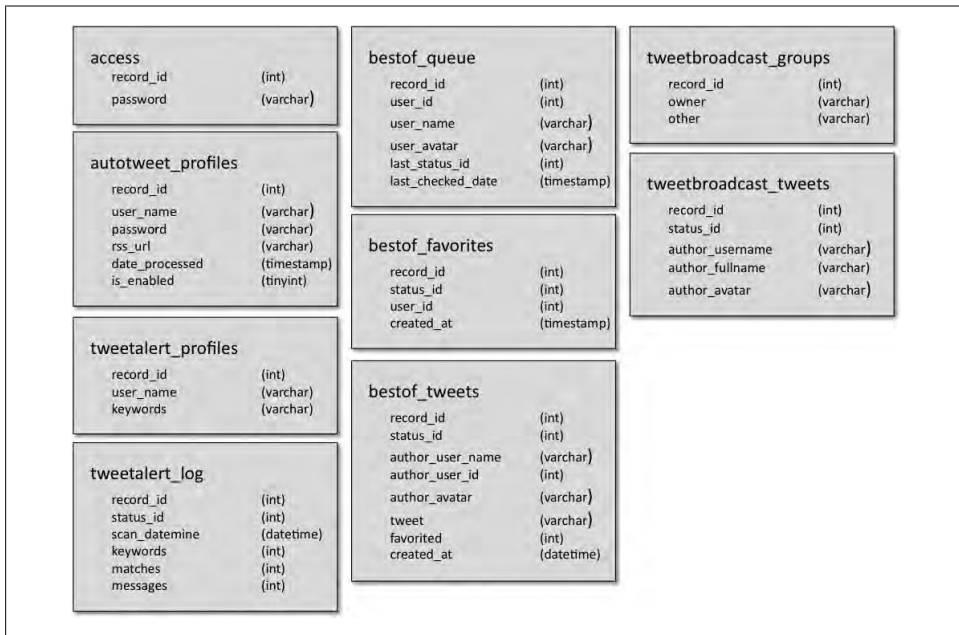 access
record_id (int)
password (varchar)
autotweet_profiles
record_id (int)
user_name (varchar)
password (varchar)
rss_url (varchar)
date_processed (timestamp)
is_enabled (tinyint)
tweetalert_profiles
record_id (int)
user_name (varchar)
keywords (varchar)
tweetalert_log
record_id (int)
status_id (int)
scan_datemine (datetime)
keywords (int)
matches (int)
messages (int)
bestof_queue
record_id (int)
user_id (int)
user_name (varchar)
user_avatar (varchar)
last_status_id (int)
last_checked_date (timestamp)
bestof_favorites
record_id (int)
status_id (int)
user_id (int)
created_at (timestamp)
bestof_tweets
record_id (int)
status_id (int)
author_user_name (varchar)
author_user_id (int)
author_avatar (varchar)
tweet (varchar)
favorited (int)
created_at (datetime)
tweetbroadcast_groups
record_id (int)
owner (varchar)
other (varchar)
tweetbroadcast_tweets
record_id (int)
status_id (int)
author_username (varchar)
author_fullname (varchar)
author_avatar (varchar)